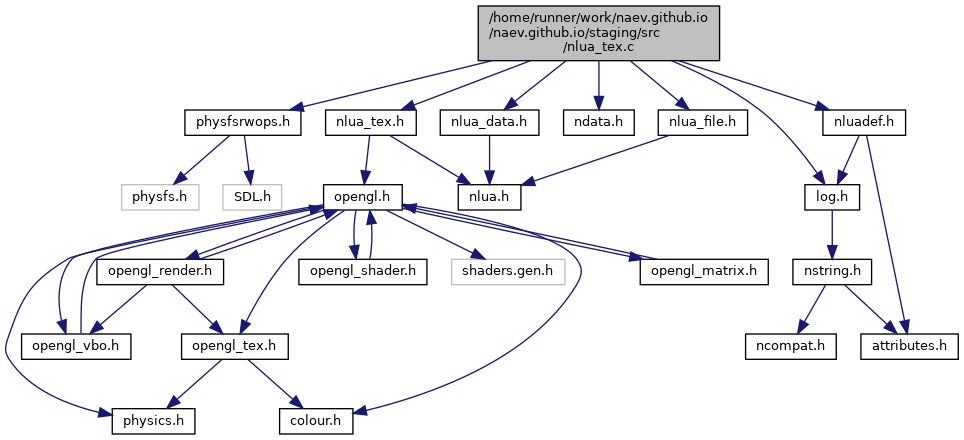 /home/runner/work/naev.github.io
/naev.github.io/staging/src
/nlua_tex.c
physfsrwops.h
nlua_tex.h
nlua_data.h
ndata.h
nlua_file.h
nluadef.h
physfs.h
SDL.h
opengl.h
nlua.h
log.h
opengl_render.h
opengl_shader.h
shaders.gen.h
opengl_matrix.h
nstring.h
opengl_vbo.h
opengl_tex.h
ncompat.h
attributes.h
physics.h
colour.h